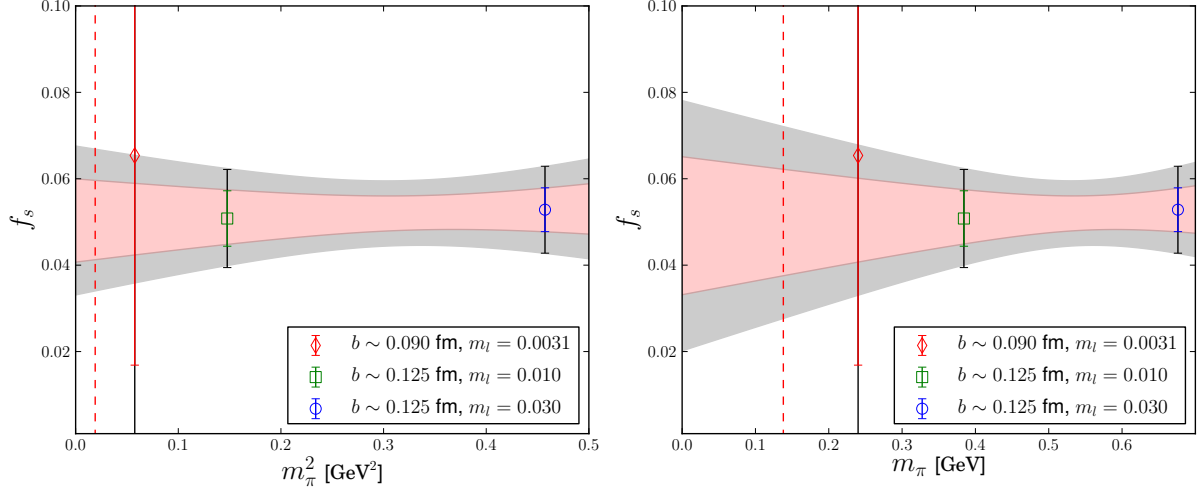 0.10
0.08
0.06
0.04
0.02
f_s
b ∼ 0.090 fm, m_l = 0.0031
b ∼ 0.125 fm, m_l = 0.010
b ∼ 0.125 fm, m_l = 0.030
0.0 0.1 0.2 0.3 0.4 0.5
m_π^2 [GeV^2]
0.10
0.08
0.06
0.04
0.02
f_s
b ∼ 0.090 fm, m_l = 0.0031
b ∼ 0.125 fm, m_l = 0.010
b ∼ 0.125 fm, m_l = 0.030
0.0 0.1 0.2 0.3 0.4 0.5 0.6
m_π [GeV]